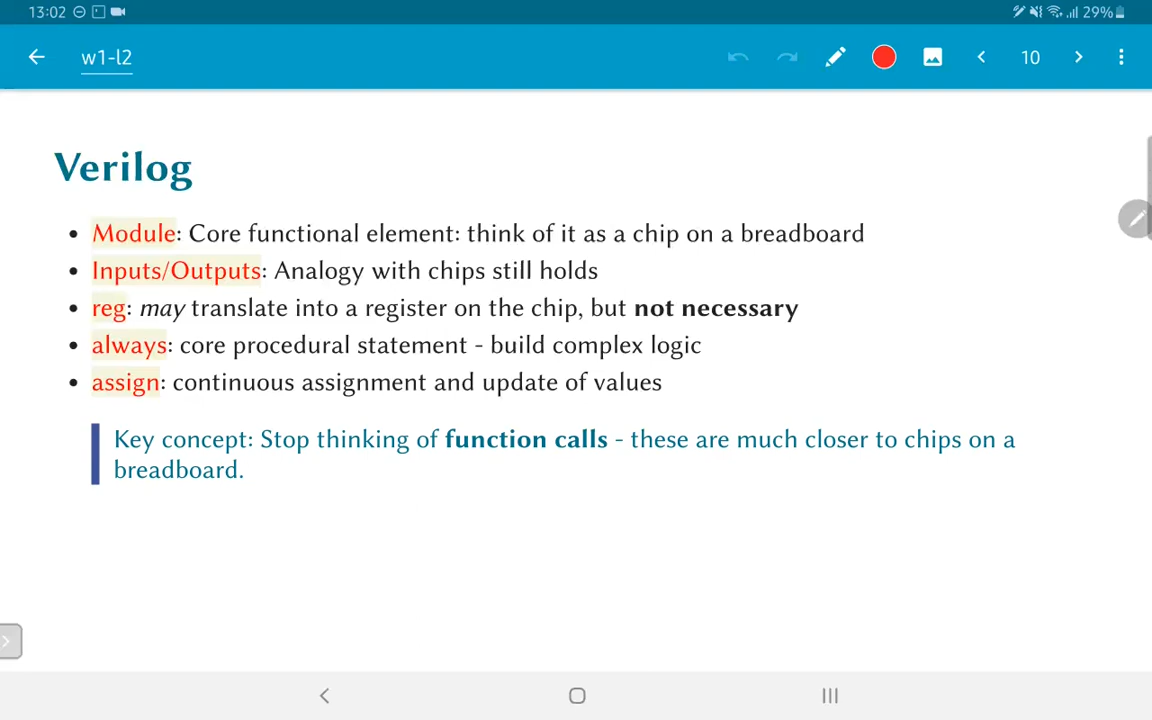 13:02 29%
w1-l2 10
Verilog
• Module: Core functional element: think of it as a chip on a breadboard
• Inputs/Outputs: Analogy with chips still holds
• reg: may translate into a register on the chip, but not necessary
• always: core procedural statement - build complex logic
• assign: continuous assignment and update of values
Key concept: Stop thinking of function calls - these are much closer to chips on a
breadboard.